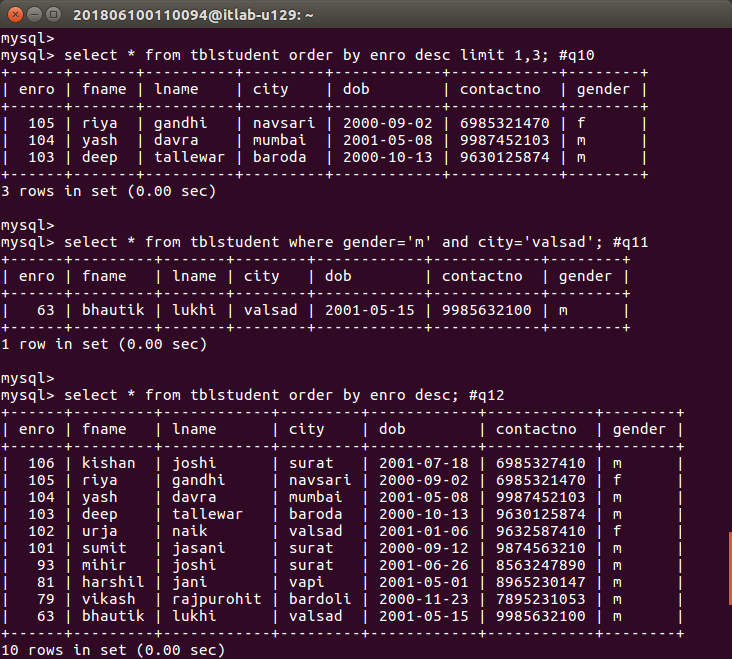 201806100110094@itlab-u129: ~
mysql>
mysql> select * from tblstudent order by enro desc limit 1,3; #q10
+------+-------+----------+---------+------------+------------+--------+
| enro | fname | lname    | city    | dob        | contactno  | gender |
+------+-------+----------+---------+------------+------------+--------+
|  105 | riya  | gandhi   | navsari | 2000-09-02 | 6985321470 | f      |
|  104 | yash  | davra    | mumbai  | 2001-05-08 | 9987452103 | m      |
|  103 | deep  | tallewar | baroda  | 2000-10-13 | 9630125874 | m      |
+------+-------+----------+---------+------------+------------+--------+
3 rows in set (0.00 sec)

mysql>
mysql> select * from tblstudent where gender='m' and city='valsad'; #q11
+------+---------+-------+--------+------------+------------+--------+
| enro | fname   | lname | city   | dob        | contactno  | gender |
+------+---------+-------+--------+------------+------------+--------+
|   63 | bhautik | lukhi | valsad | 2001-05-15 | 9985632100 | m      |
+------+---------+-------+--------+------------+------------+--------+
1 row in set (0.00 sec)

mysql>
mysql> select * from tblstudent order by enro desc; #q12
+------+---------+------------+---------+------------+------------+--------+
| enro | fname   | lname      | city    | dob        | contactno  | gender |
+------+---------+------------+---------+------------+------------+--------+
|  106 | kishan  | joshi      | surat   | 2001-07-18 | 6985327410 | m      |
|  105 | riya    | gandhi     | navsari | 2000-09-02 | 6985321470 | f      |
|  104 | yash    | davra      | mumbai  | 2001-05-08 | 9987452103 | m      |
|  103 | deep    | tallewar   | baroda  | 2000-10-13 | 9630125874 | m      |
|  102 | urja    | naik       | valsad  | 2001-01-06 | 9632587410 | f      |
|  101 | sumit   | jasani     | surat   | 2000-09-12 | 9874563210 | m      |
|   93 | mihir   | joshi      | surat   | 2001-06-26 | 8563247890 | m      |
|   81 | harshil | jani       | vapi    | 2001-05-01 | 8965230147 | m      |
|   79 | vikash  | rajpurohit | bardoli | 2000-11-23 | 7895231053 | m      |
|   63 | bhautik | lukhi      | valsad  | 2001-05-15 | 9985632100 | m      |
+------+---------+------------+---------+------------+------------+--------+
10 rows in set (0.00 sec)